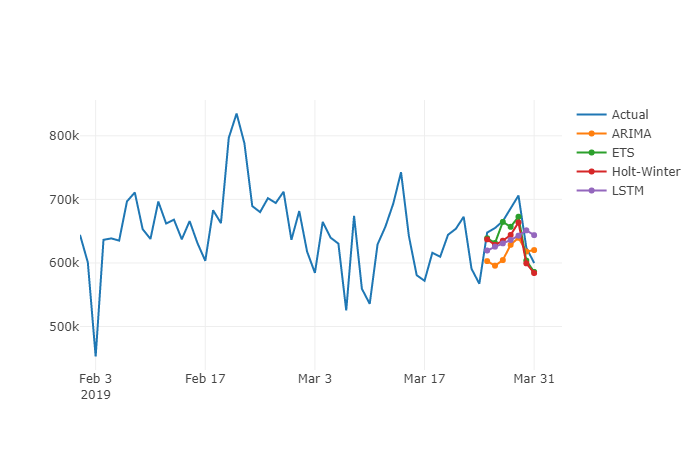 800k
700k
600k
500k
Feb 3
2019
Feb 17
Mar 3
Mar 17
Mar 31
Actual
ARIMA
ETS
Holt-Winter
LSTM